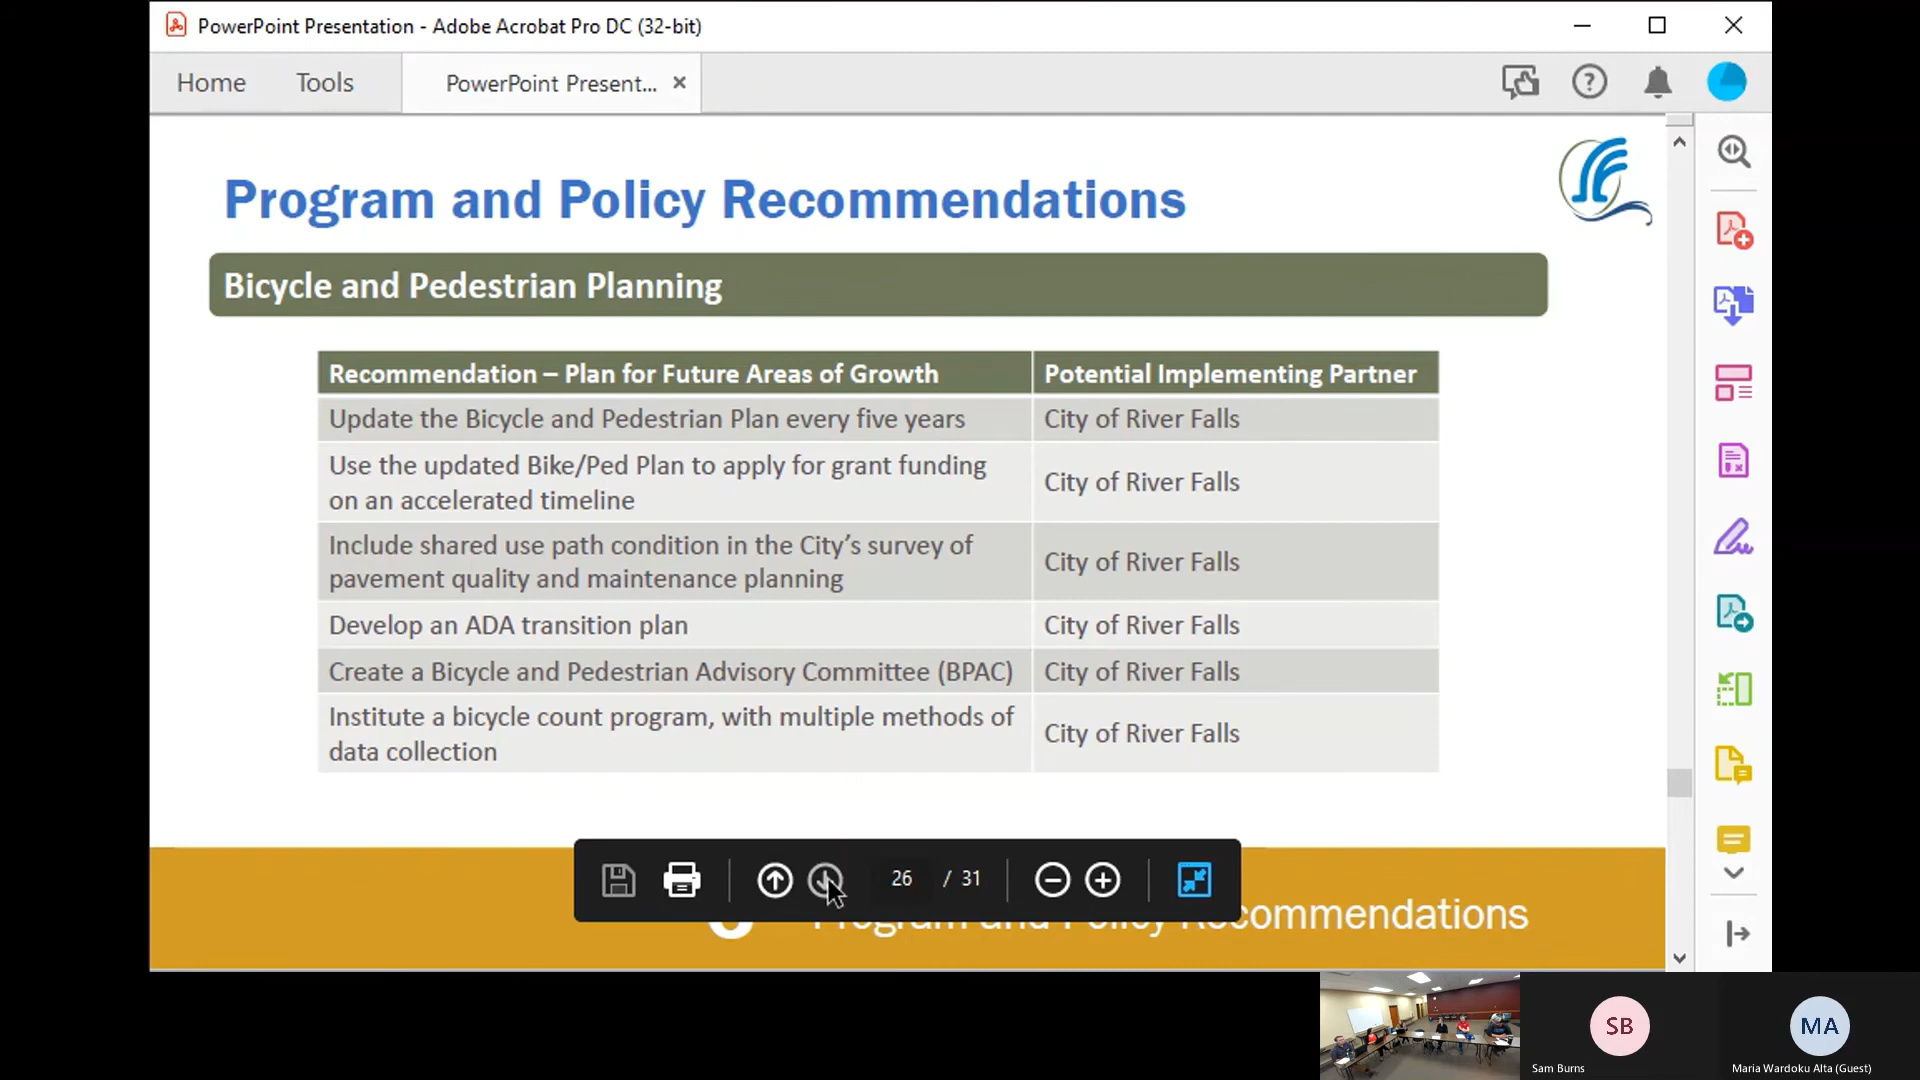 PowerPoint Presentation - Adobe Acrobat Pro DC (32-bit)
Home
Tools
PowerPoint Present...
Program and Policy Recommendations
Bicycle and Pedestrian Planning
Recommendation – Plan for Future Areas of Growth
Potential Implementing Partner
Update the Bicycle and Pedestrian Plan every five years
City of River Falls
Use the updated Bike/Ped Plan to apply for grant funding
on an accelerated timeline
City of River Falls
Include shared use path condition in the City’s survey of
pavement quality and maintenance planning
City of River Falls
Develop an ADA transition plan
City of River Falls
Create a Bicycle and Pedestrian Advisory Committee (BPAC)
City of River Falls
Institute a bicycle count program, with multiple methods of
data collection
City of River Falls
26 / 31
Program and Policy Recommendations
SB
MA
Sam Burns
Maria Wardoku Alta (Guest)